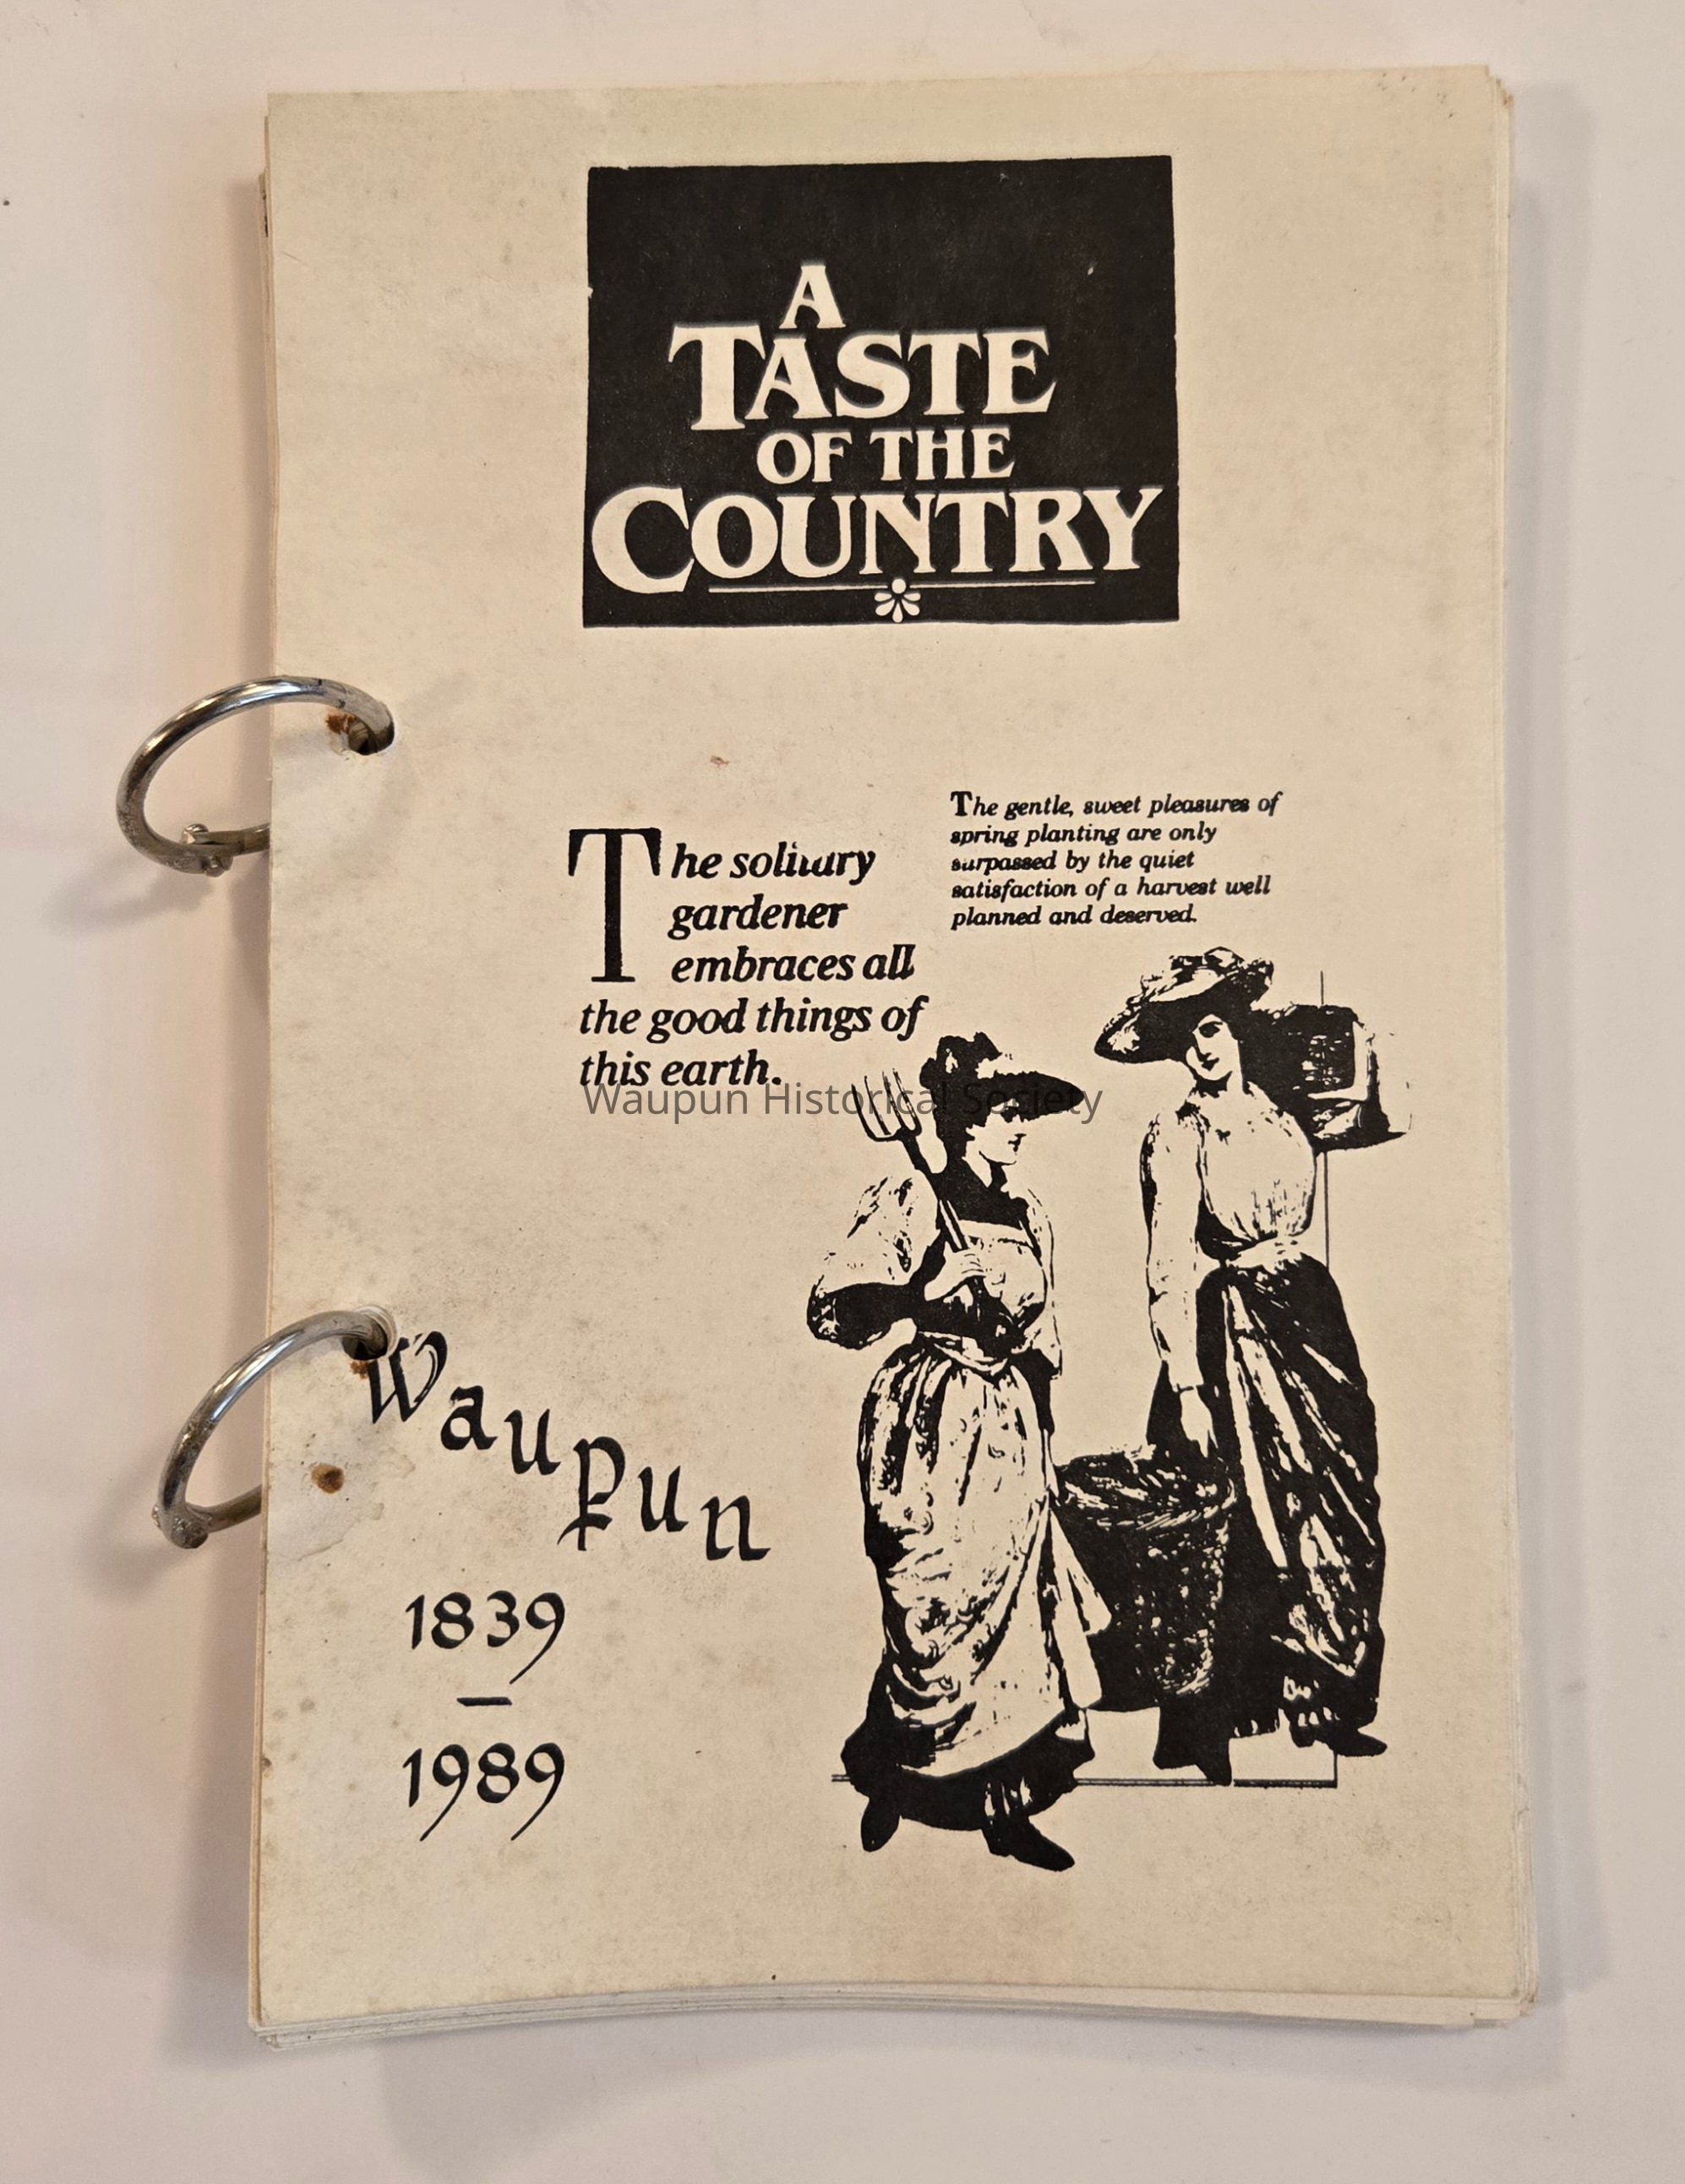 A
TASTE
OF THE
COUNTRY
The solitary
gardener
embraces all
the good things of
this earth.
The gentle, sweet pleasures of
spring planting are only
surpassed by the quiet
satisfaction of a harvest well
planned and deserved.
Waupun Historical Society
Waupun
1839
—
1989